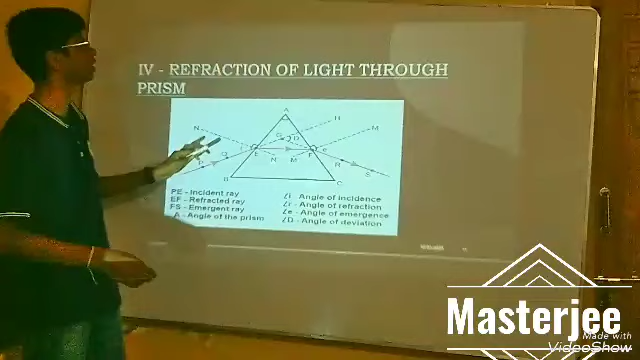 IV - REFRACTION OF LIGHT THROUGH
PRISM
A
N
H
M
G
D
Q
P
E
F
e
N
M
R
S
B
C
PE - Incident ray
EF - Refracted ray
FS - Emergent ray
A - Angle of the prism
∠i - Angle of incidence
∠r - Angle of refraction
∠e - Angle of emergence
∠D - Angle of deviation
Masterjee
Made with
VideoShow